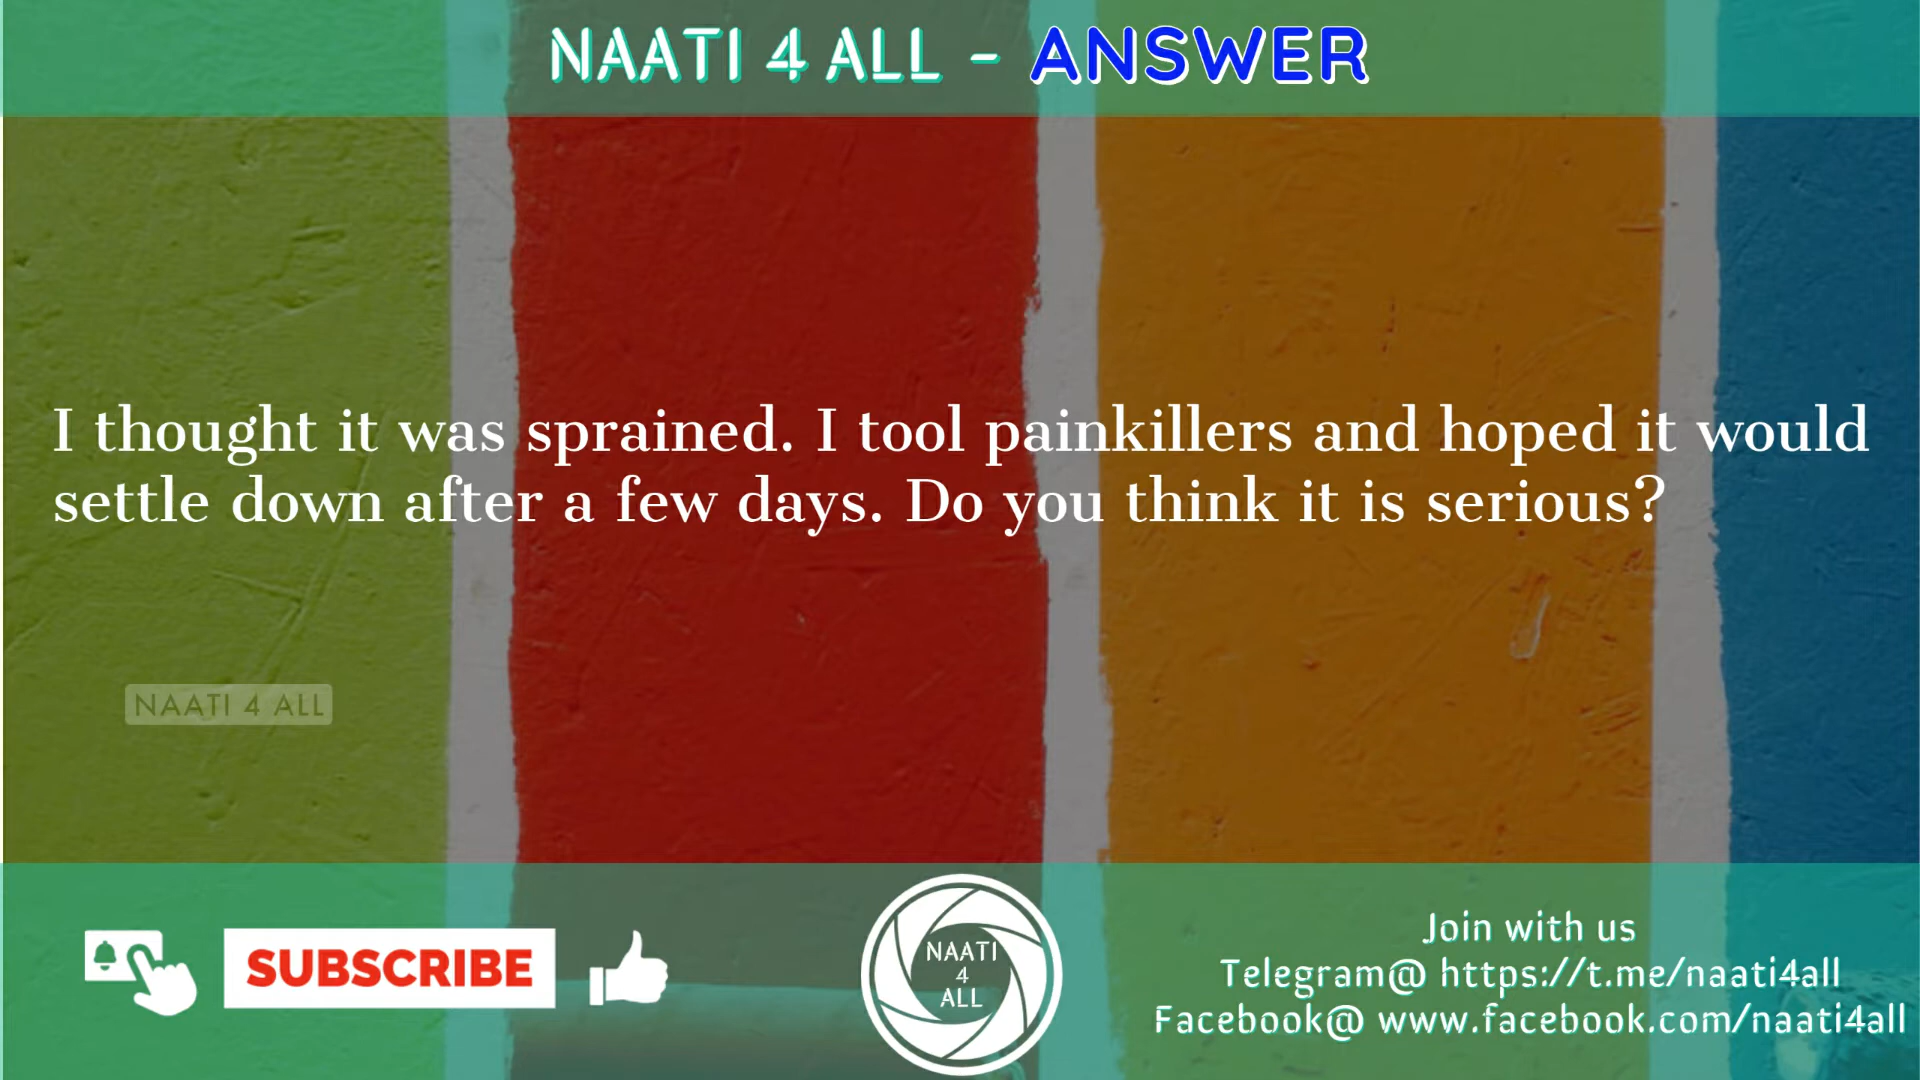 NAATI 4 ALL - ANSWER
I thought it was sprained. I tool painkillers and hoped it would
settle down after a few days. Do you think it is serious?
NAATI 4 ALL
SUBSCRIBE
NAATI
4
ALL
Join with us
Telegram@ https://t.me/naati4all
Facebook@ www.facebook.com/naati4all